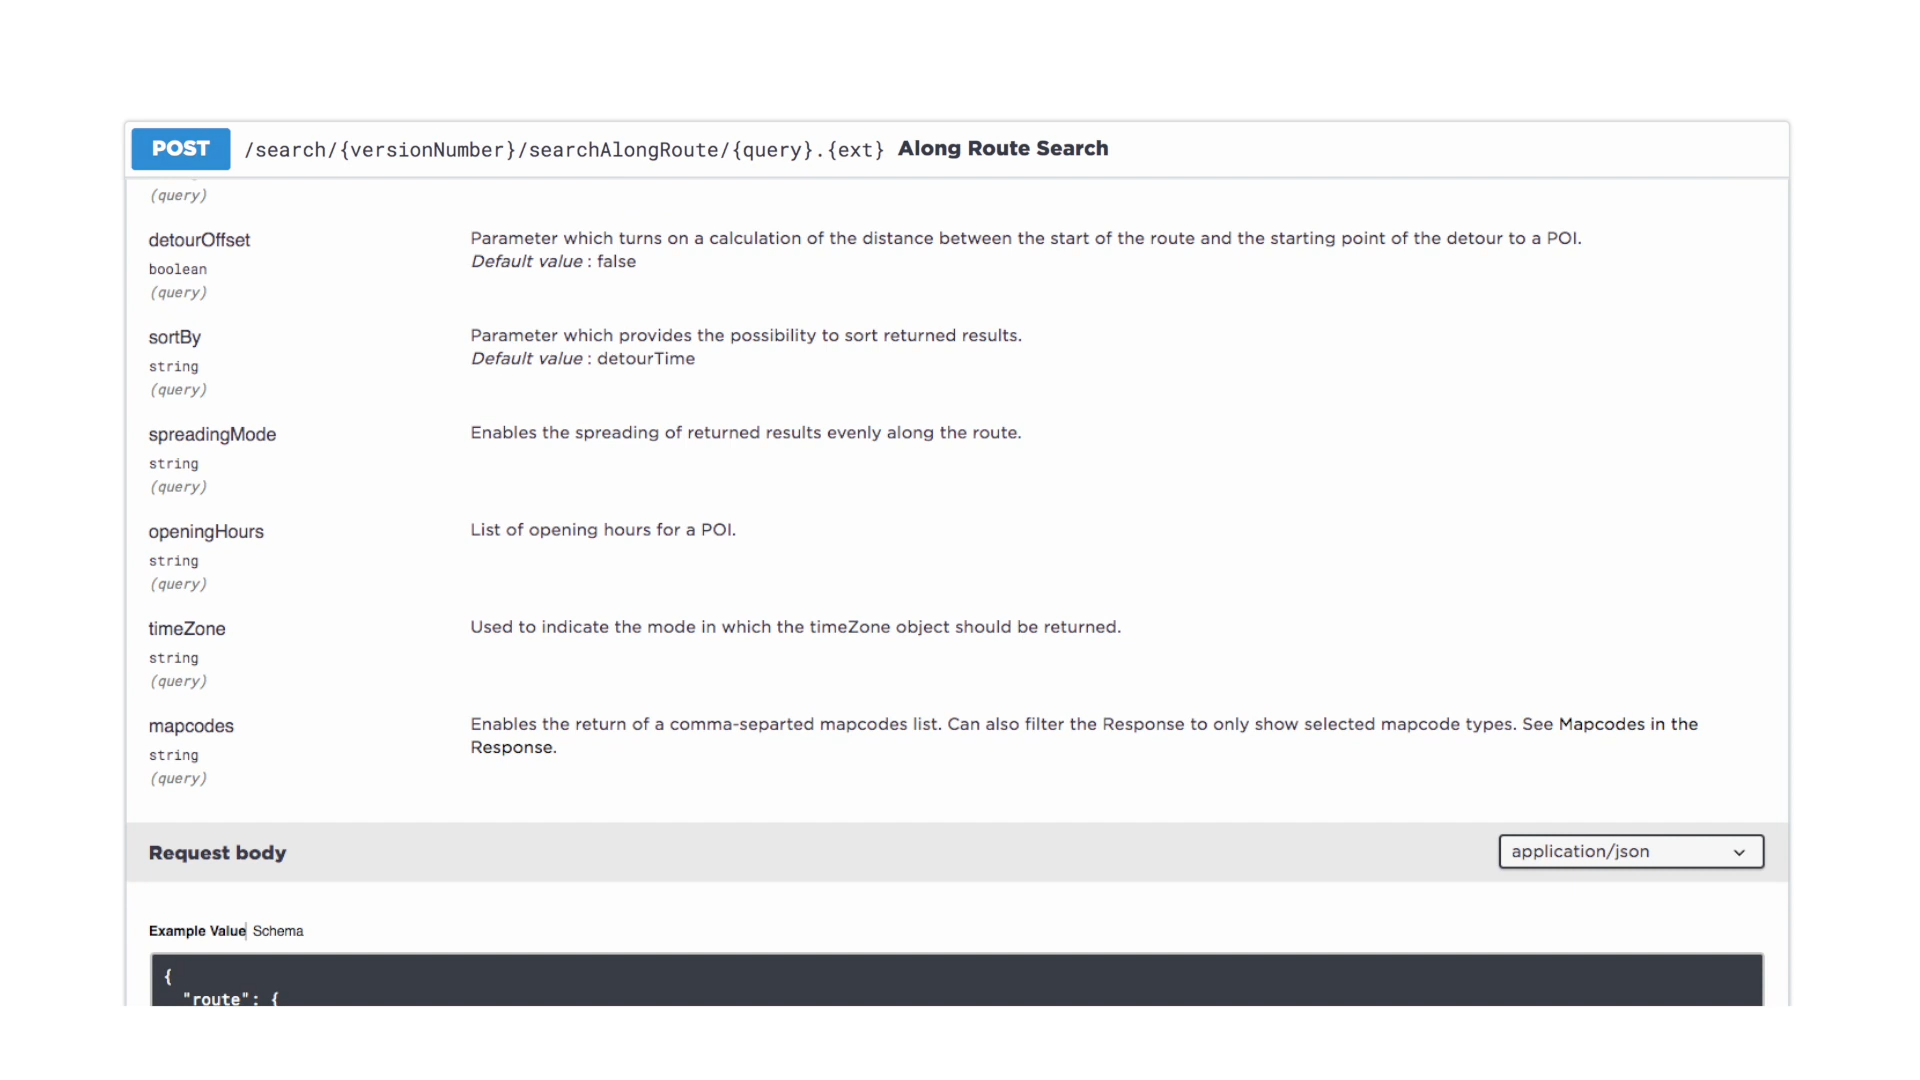 POST /search/{versionNumber}/searchAlongRoute/{query}.{ext} Along Route Search
(query)
detourOffset
boolean
(query)
Parameter which turns on a calculation of the distance between the start of the route and the starting point of the detour to a POI.
Default value : false
sortBy
string
(query)
Parameter which provides the possibility to sort returned results.
Default value : detourTime
spreadingMode
string
(query)
Enables the spreading of returned results evenly along the route.
openingHours
string
(query)
List of opening hours for a POI.
timeZone
string
(query)
Used to indicate the mode in which the timeZone object should be returned.
mapcodes
string
(query)
Enables the return of a comma-separted mapcodes list. Can also filter the Response to only show selected mapcode types. See Mapcodes in the
Response.
Request body
application/json
Example Value Schema
{
"route": {